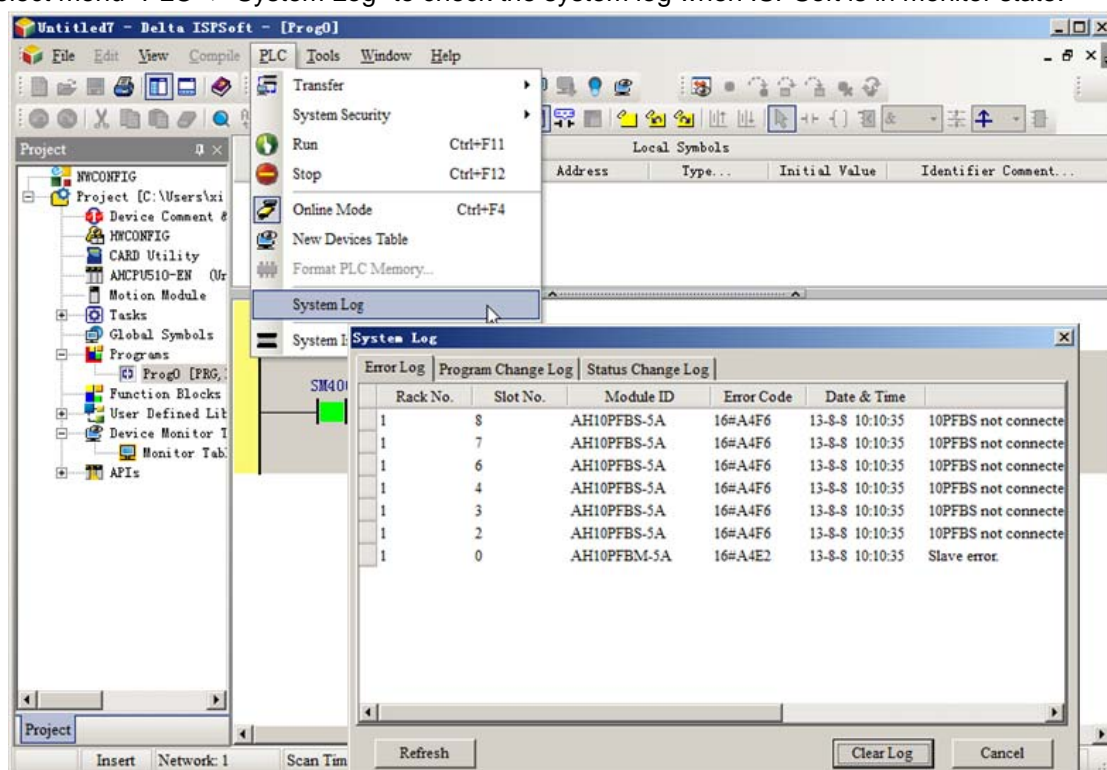 elect menu "PLC"> "System Log" to check the system log when ISPSoft is in monitor state.
Untitled7 - Delta ISPSoft - [Prog0]
File Edit View Compile PLC Tools Window Help
Transfer
System Security
Run Ctrl+F11
Stop Ctrl+F12
Online Mode Ctrl+F4
New Devices Table
Format PLC Memory...
System Log
System I
Project
NWCONFIG
Project [C:\Users\xi
Device Comment &
HWCONFIG
CARD Utility
AHCPU510-EN (Ur
Motion Module
Tasks
Global Symbols
Programs
Prog0 [PRG,
Function Blocks
User Defined Lib
Device Monitor T
Monitor Tab
APIs
Local Symbols
Address Type... Initial Value Identifier Comment...
SM40
System Log
Error Log Program Change Log Status Change Log
Rack No. Slot No. Module ID Error Code Date & Time
1 8 AH10PFBS-5A 16#A4F6 13-8-8 10:10:35 10PFBS not connecte
1 7 AH10PFBS-5A 16#A4F6 13-8-8 10:10:35 10PFBS not connecte
1 6 AH10PFBS-5A 16#A4F6 13-8-8 10:10:35 10PFBS not connecte
1 4 AH10PFBS-5A 16#A4F6 13-8-8 10:10:35 10PFBS not connecte
1 3 AH10PFBS-5A 16#A4F6 13-8-8 10:10:35 10PFBS not connecte
1 2 AH10PFBS-5A 16#A4F6 13-8-8 10:10:35 10PFBS not connecte
1 0 AH10PFBM-5A 16#A4E2 13-8-8 10:10:35 Slave error.
Refresh Clear Log Cancel
Project
Insert Network: 1 Scan Tim